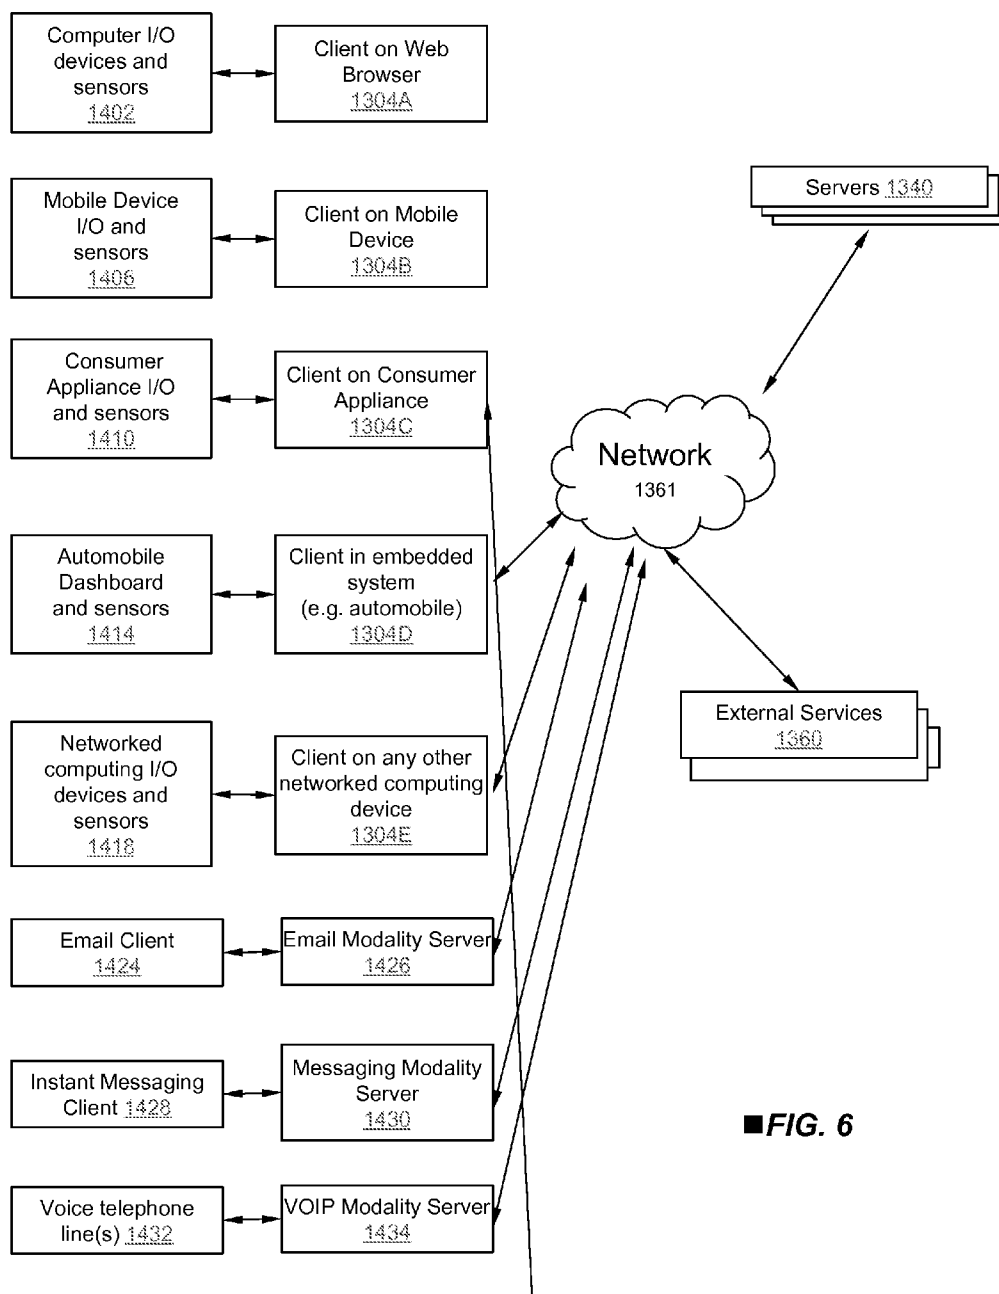 Computer I/O
devices and
sensors
1402
Client on Web
Browser
1304A
Servers 1340
Mobile Device
I/O and
sensors
1406
Client on Mobile
Device
1304B
Consumer
Appliance I/O
and sensors
1410
Client on Consumer
Appliance
1304C
Network
1361
Automobile
Dashboard
and sensors
1414
Client in embedded
system
(e.g. automobile)
1304D
External Services
1360
Networked
computing I/O
devices and
sensors
1418
Client on any other
networked computing
device
1304E
Email Client
1424
Email Modality Server
1426
Instant Messaging
Client 1428
Messaging Modality
Server
1430
■FIG. 6
Voice telephone
line(s) 1432
VOIP Modality Server
1434